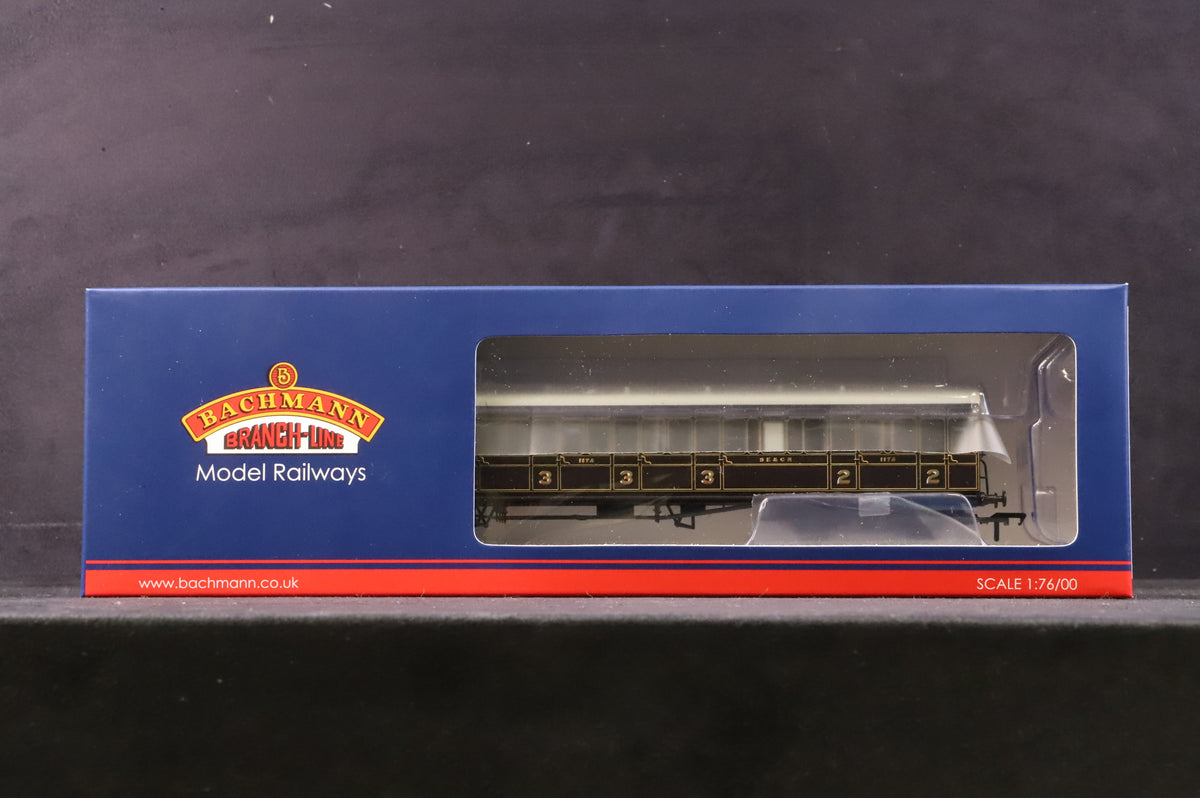 B
BACHMANN
BRANCH-LINE
Model Railways
SE&CR
3 3 3 2 2
www.bachmann.co.uk
SCALE 1:76/00